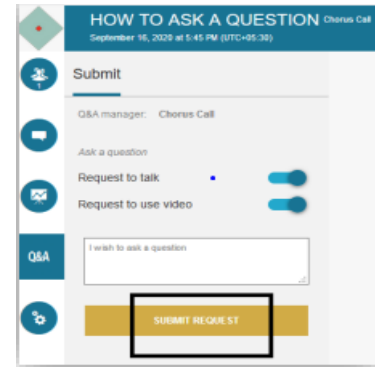 HOW TO ASK A QUESTION Chorus Call
September 16, 2020 at 5:45 PM (UTC+05:30)
1
Submit
Q&A manager: Chorus Call
Ask a question
Request to talk
Request to use video
Q&A
I wish to ask a question
SUBMIT REQUEST